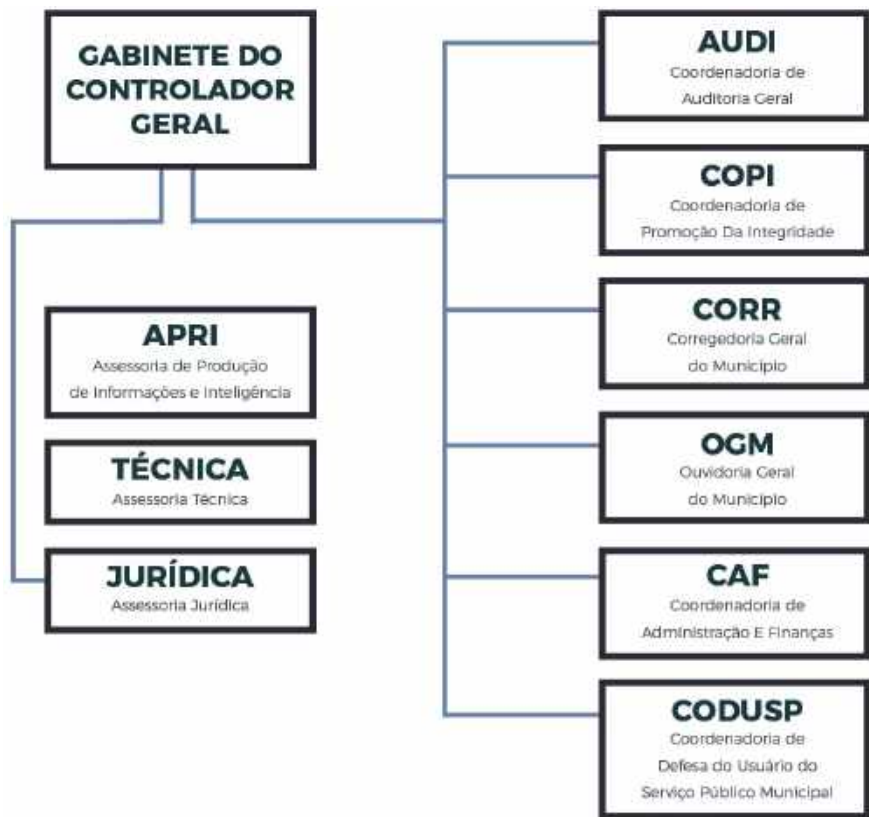 GABINETE DO
CONTROLADOR
GERAL
APRI
Assessoria de Produção
de Informações e Inteligência
TÉCNICA
Assessoria Técnica
JURÍDICA
Assessoria Jurídica
AUDI
Coordenadoria de
Auditoria Geral
COPI
Coordenadoria de
Promoção Da Integridade
CORR
Corregedoria Geral
do Município
OGM
Ouvidoria Geral
do Município
CAF
Coordenadoria de
Administração E Finanças
CODUSP
Coordenadoria de
Defesa do Usuário do
Serviço Público Municipal